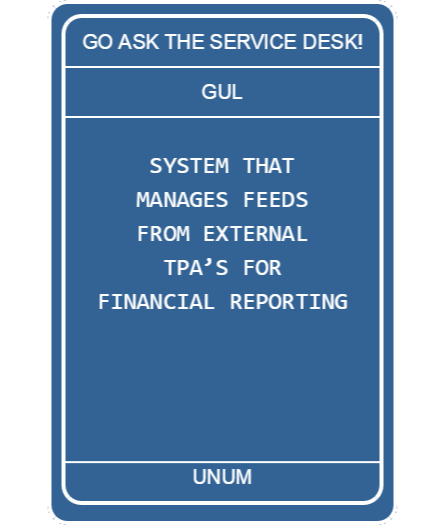 GO ASK THE SERVICE DESK!
GUL
SYSTEM THAT
MANAGES FEEDS
FROM EXTERNAL
TPA’S FOR
FINANCIAL REPORTING
UNUM